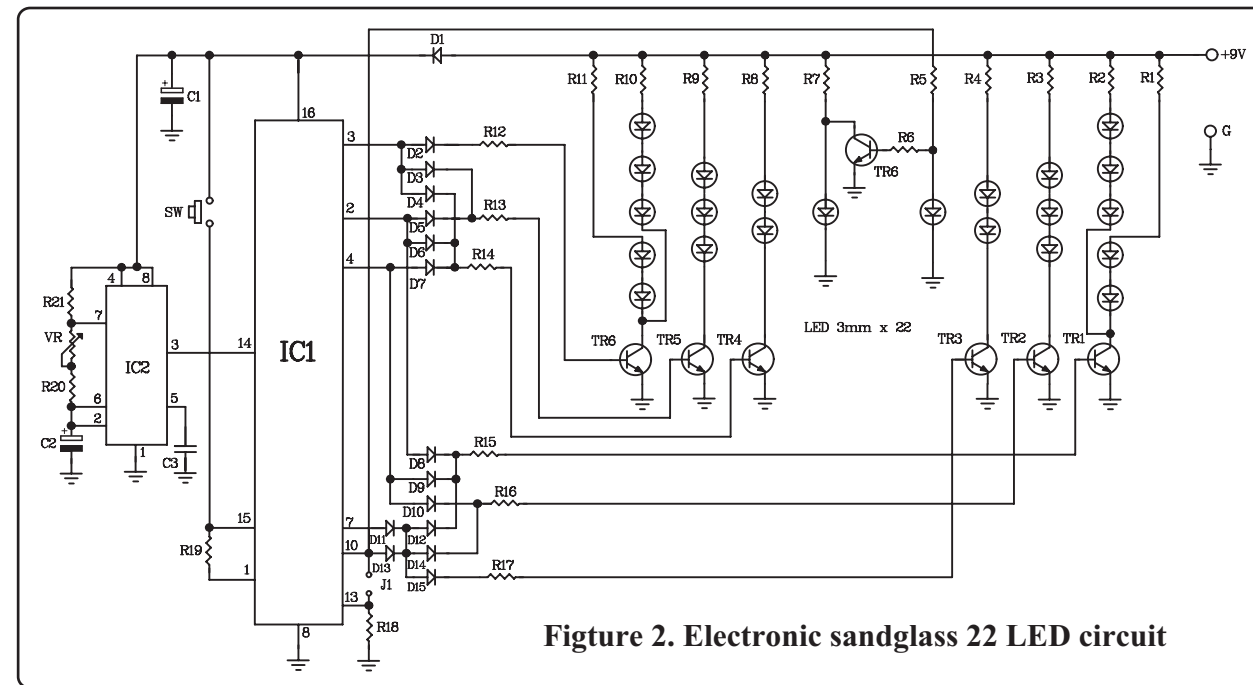 D1
+9V
C1
R11 R10 R9 R8 R7 R5 R4 R3 R2 R1
G
16
3 R12
D2
D3
R6
TR6
D4
SW
2 D5 R13
D6
4 D7 R14
LED 3mm x 22
4 8
R21
7
VR
IC2 3 14 IC1
TR6 TR5 TR4 TR3 TR2 TR1
R20
6 5
2
C2
1 C3
D8 R15
D9
D10 R16
15 7 D11 D12
R19 10 D13 D14
1 J1 D15 R17
13
R18
8
Figture 2. Electronic sandglass 22 LED circuit